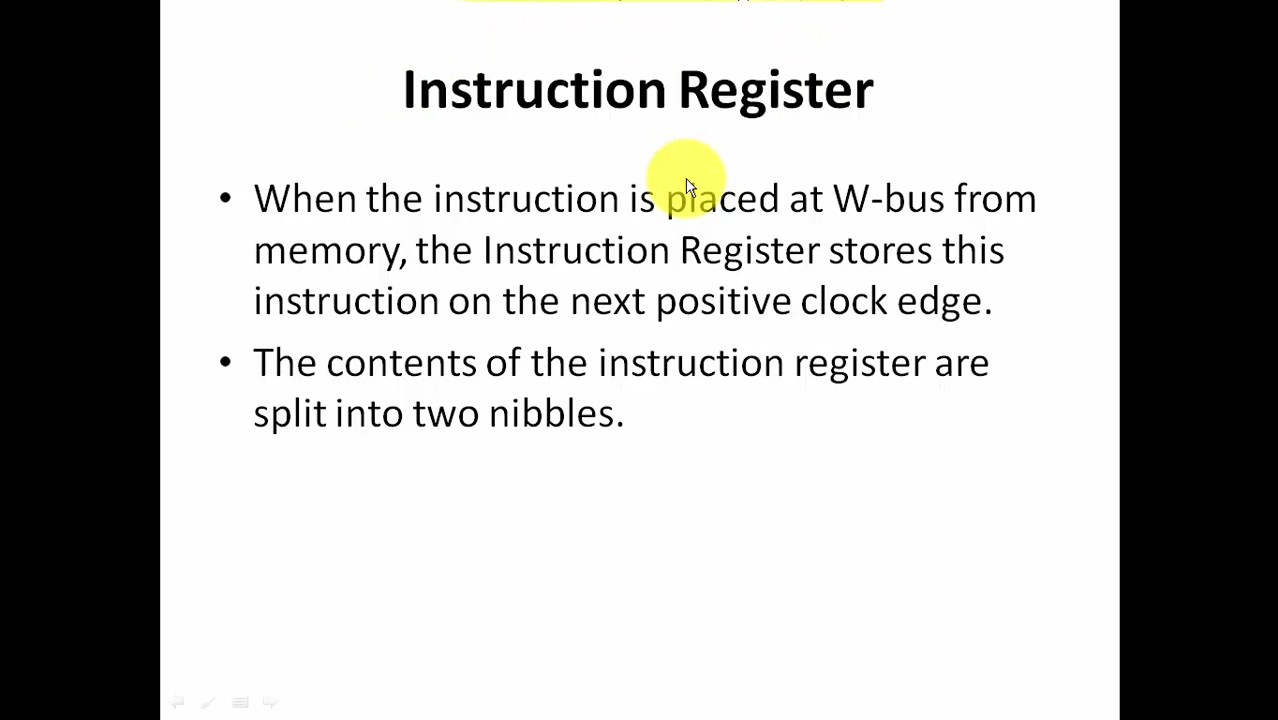 Instruction Register
• When the instruction is placed at W-bus from
memory, the Instruction Register stores this
instruction on the next positive clock edge.
• The contents of the instruction register are
split into two nibbles.